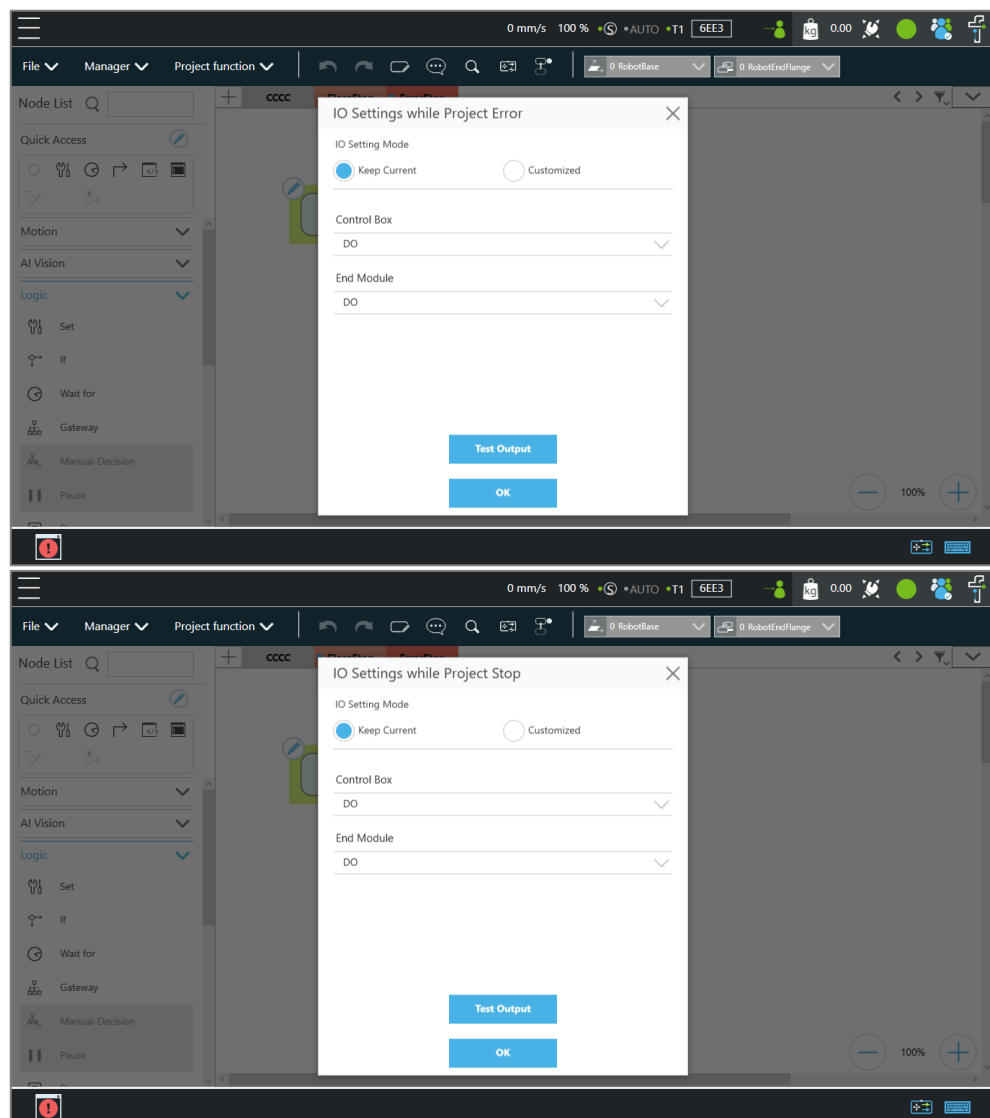 0 mm/s 100 % S AUTO T1 6EE3 kg 0.00
File Manager Project function 0 RobotBase 0 RobotEndFlange
Node List cccc
IO Settings while Project Error
Quick Access
IO Setting Mode
Keep Current Customized
Motion
Control Box
DO
AI Vision
End Module
Logic
DO
Set
If
Wait for
Gateway
Test Output
Manual-Decision
Pause
OK
100%
0 mm/s 100 % S AUTO T1 6EE3 kg 0.00
File Manager Project function 0 RobotBase 0 RobotEndFlange
Node List cccc
IO Settings while Project Stop
Quick Access
IO Setting Mode
Keep Current Customized
Motion
Control Box
DO
AI Vision
End Module
Logic
DO
Set
If
Wait for
Gateway
Test Output
Manual-Decision
Pause
OK
100%